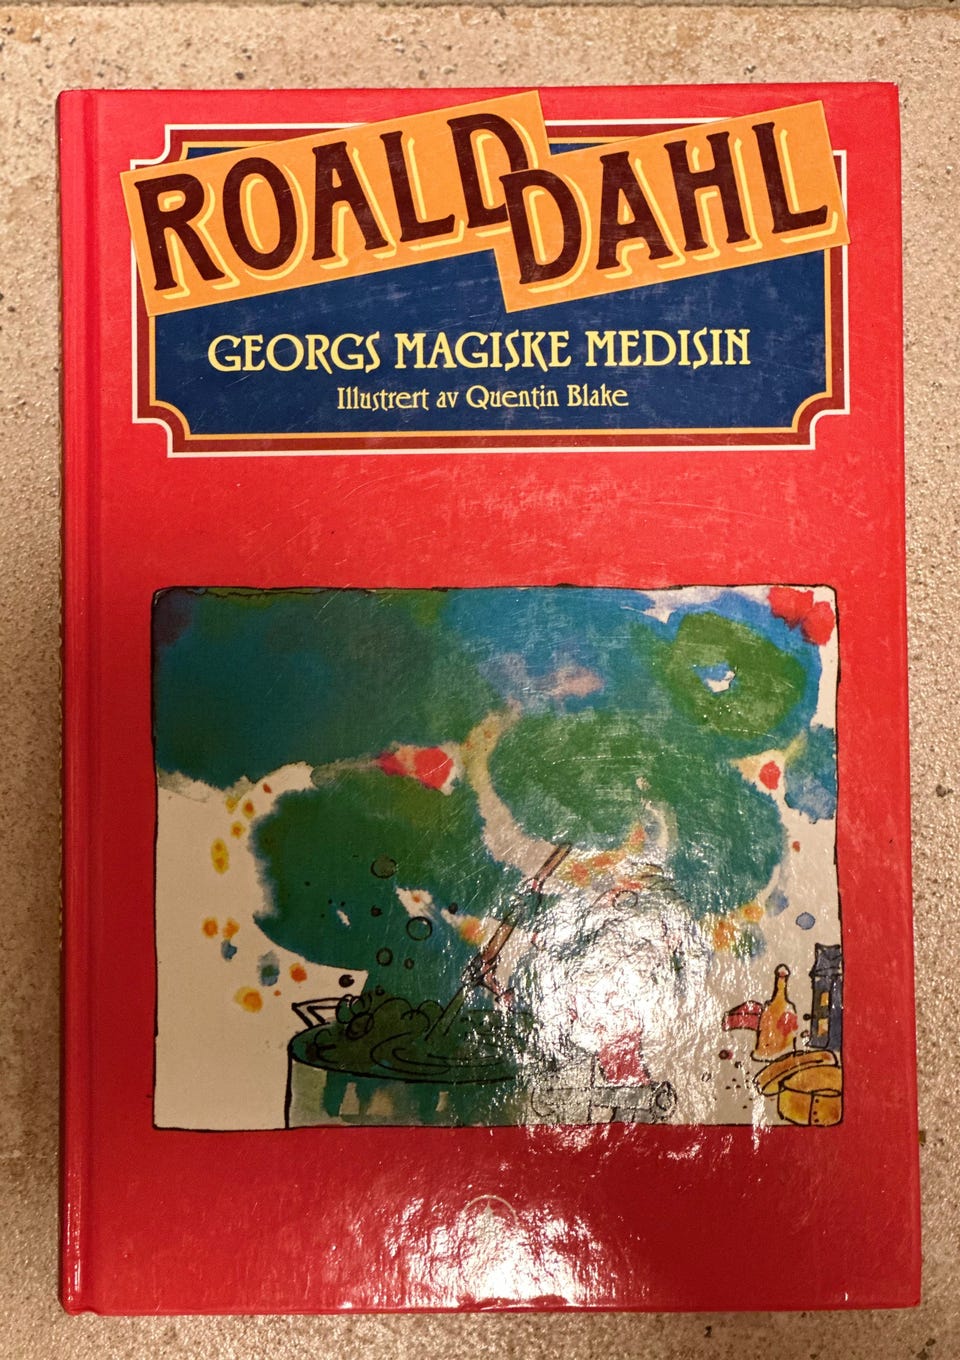 ROALD DAHL
GEORGS MAGISKE MEDISIN
Illustrert av Quentin Blake